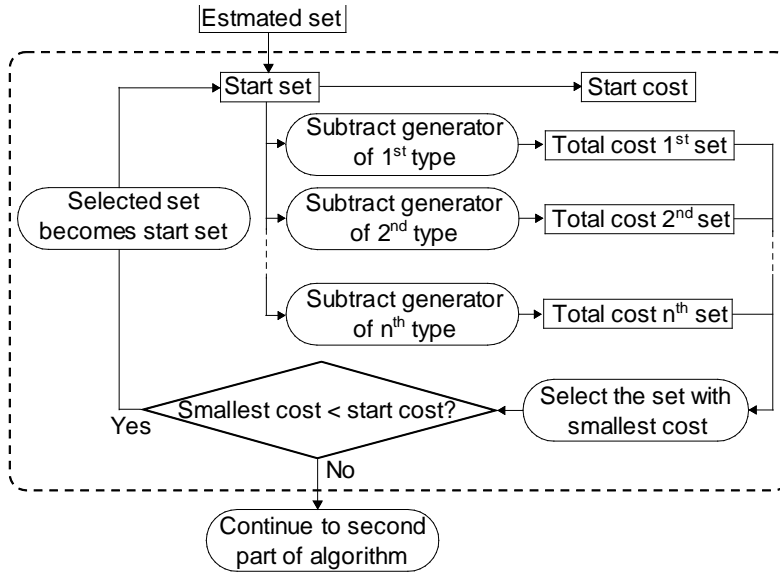 Estmated set
Start set
Start cost
Subtract generator
of 1st type
Total cost 1st set
Selected set
becomes start set
Subtract generator
of 2nd type
Total cost 2nd set
Subtract generator
of nth type
Total cost nth set
Smallest cost < start cost?
Select the set with
smallest cost
Yes
No
Continue to second
part of algorithm